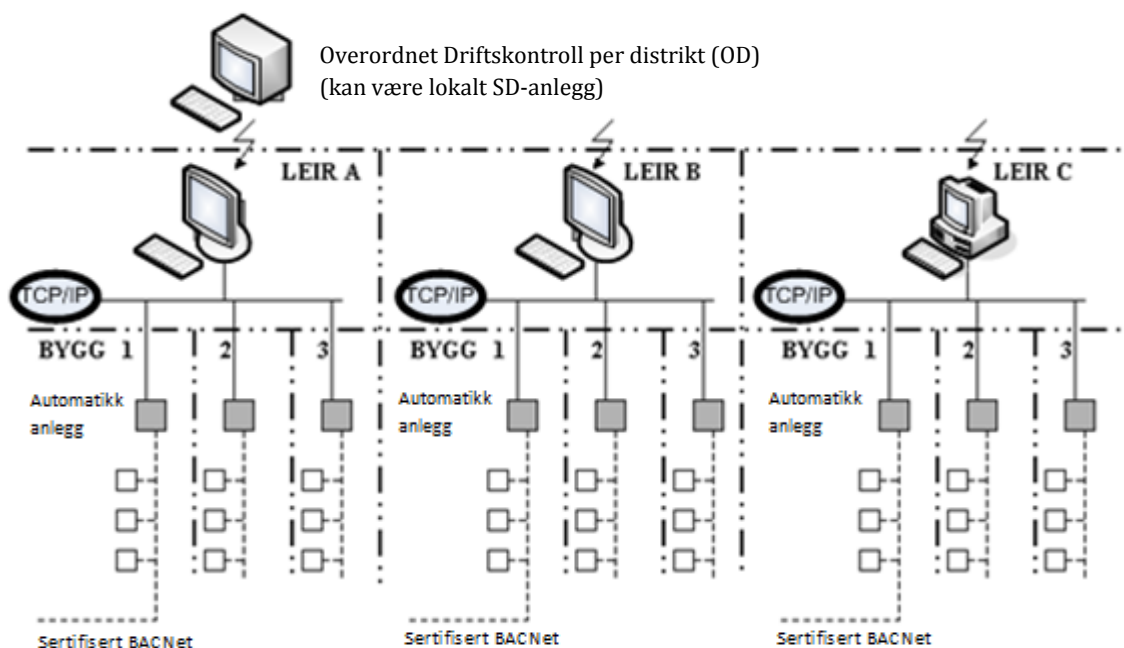 Overordnet Driftskontroll per distrikt (OD)
(kan være lokalt SD-anlegg)
LEIR A
LEIR B
LEIR C
TCP/IP
TCP/IP
TCP/IP
BYGG 1 2 3
BYGG 1 2 3
BYGG 1 2 3
Automatikk
anlegg
Automatikk
anlegg
Automatikk
anlegg
Sertifisert BACNet
Sertifisert BACNet
Sertifisert BACNet